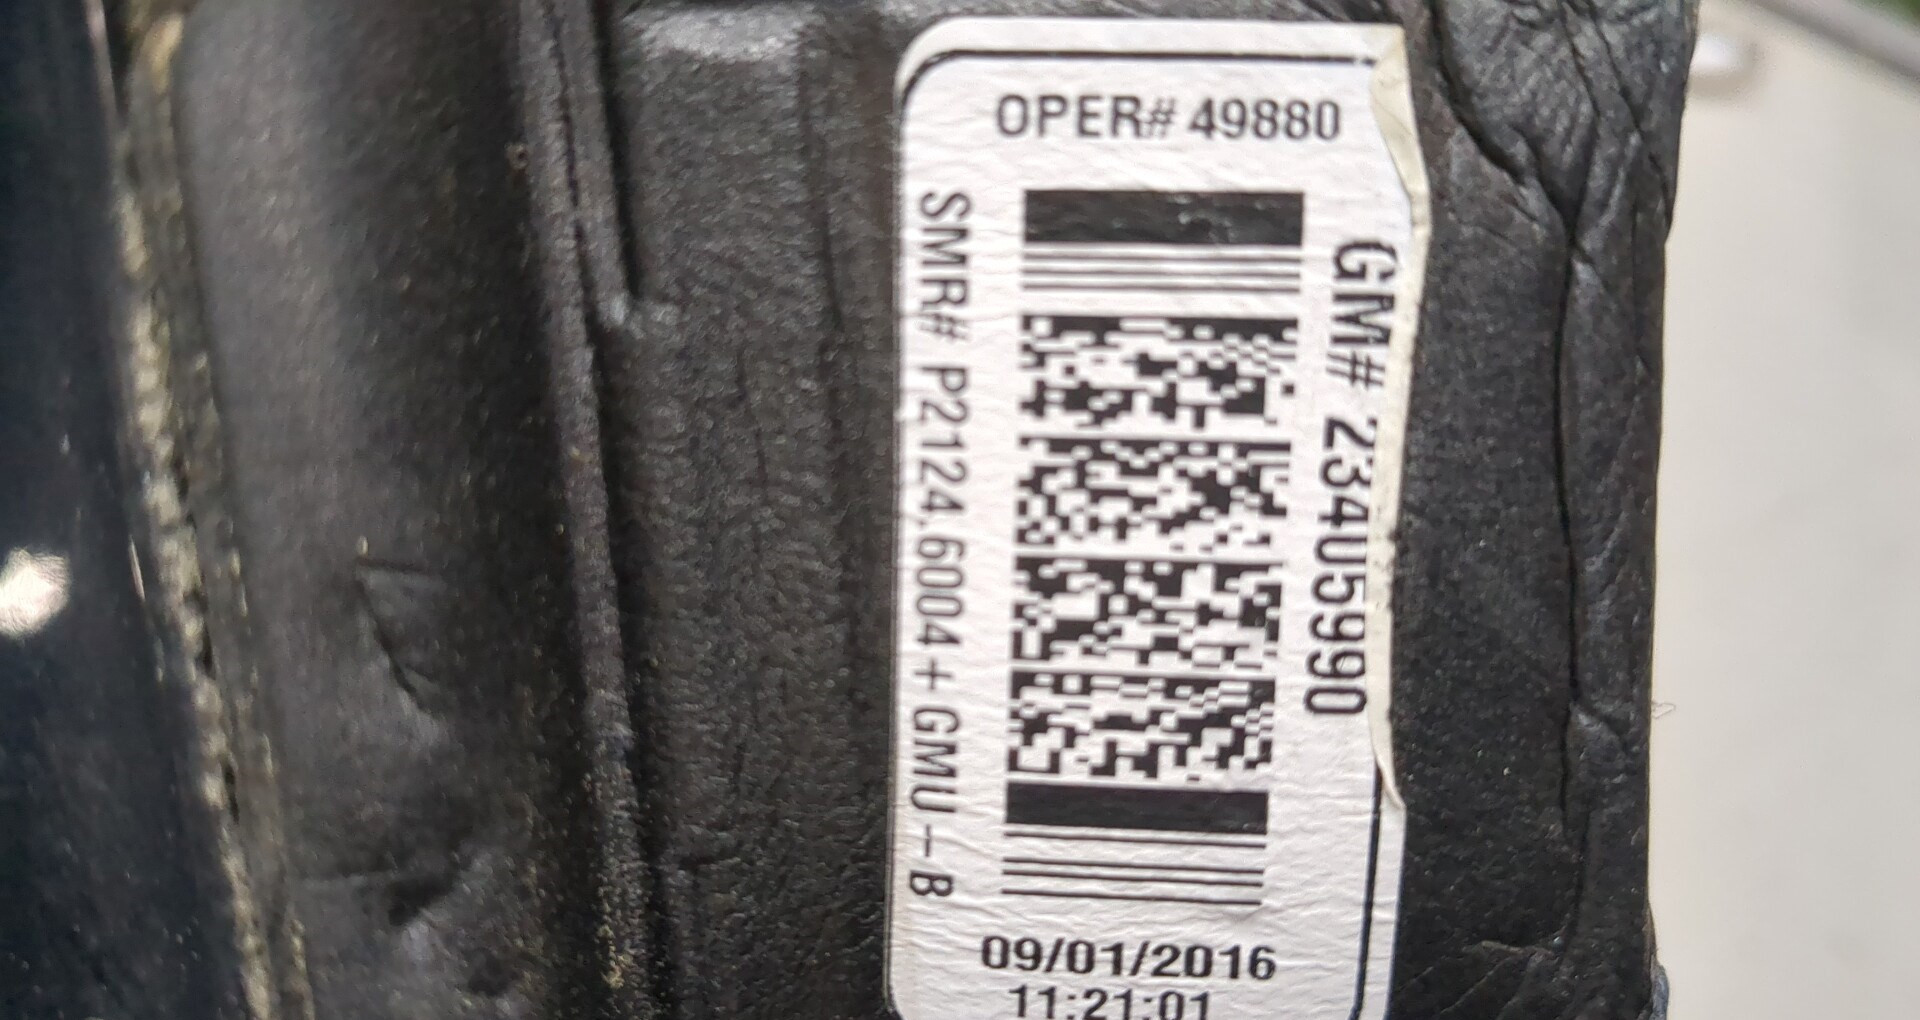 OPER# 49880
GM# 23405990
SMR# P2124.6004 + GMU - B
09/01/2016
11:21:01